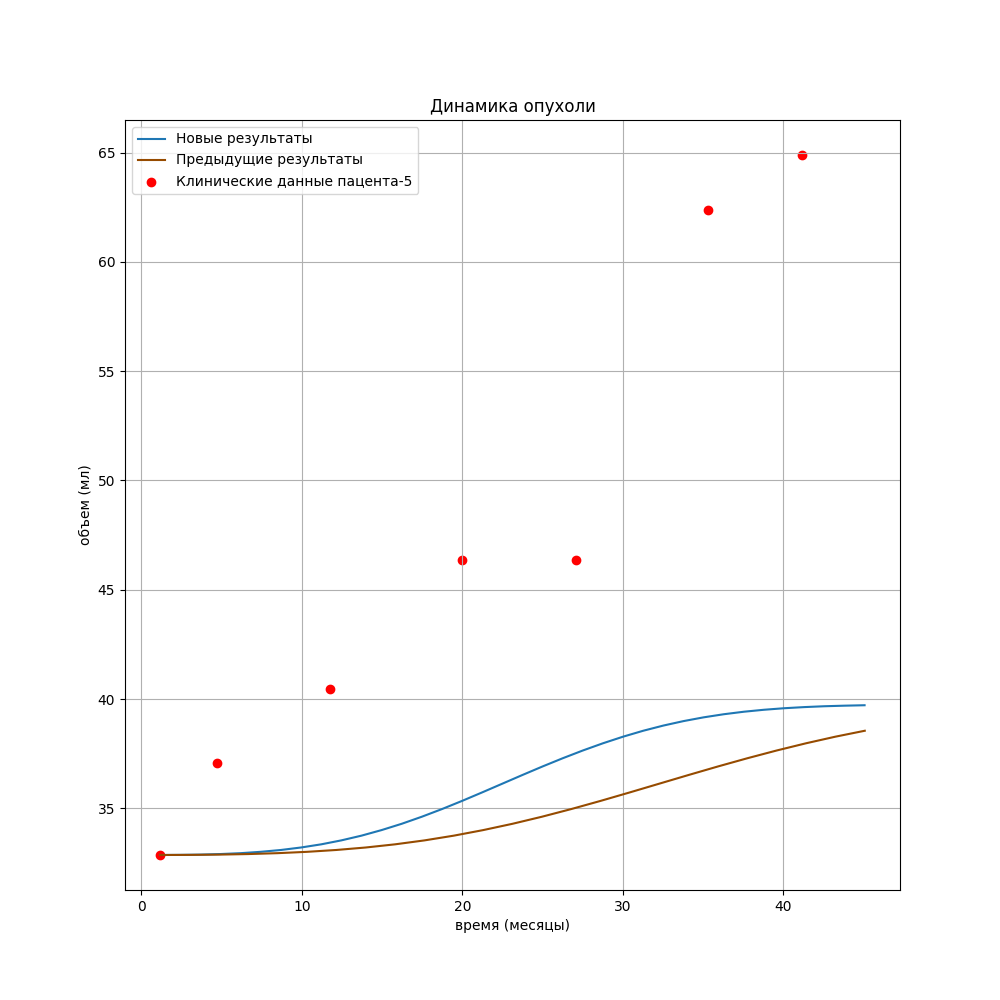 Динамика опухоли
Новые результаты
Предыдущие результаты
Клинические данные пацента-5
65
60
55
50
45
40
35
объем (мл)
0 10 20 30 40
время (месяцы)